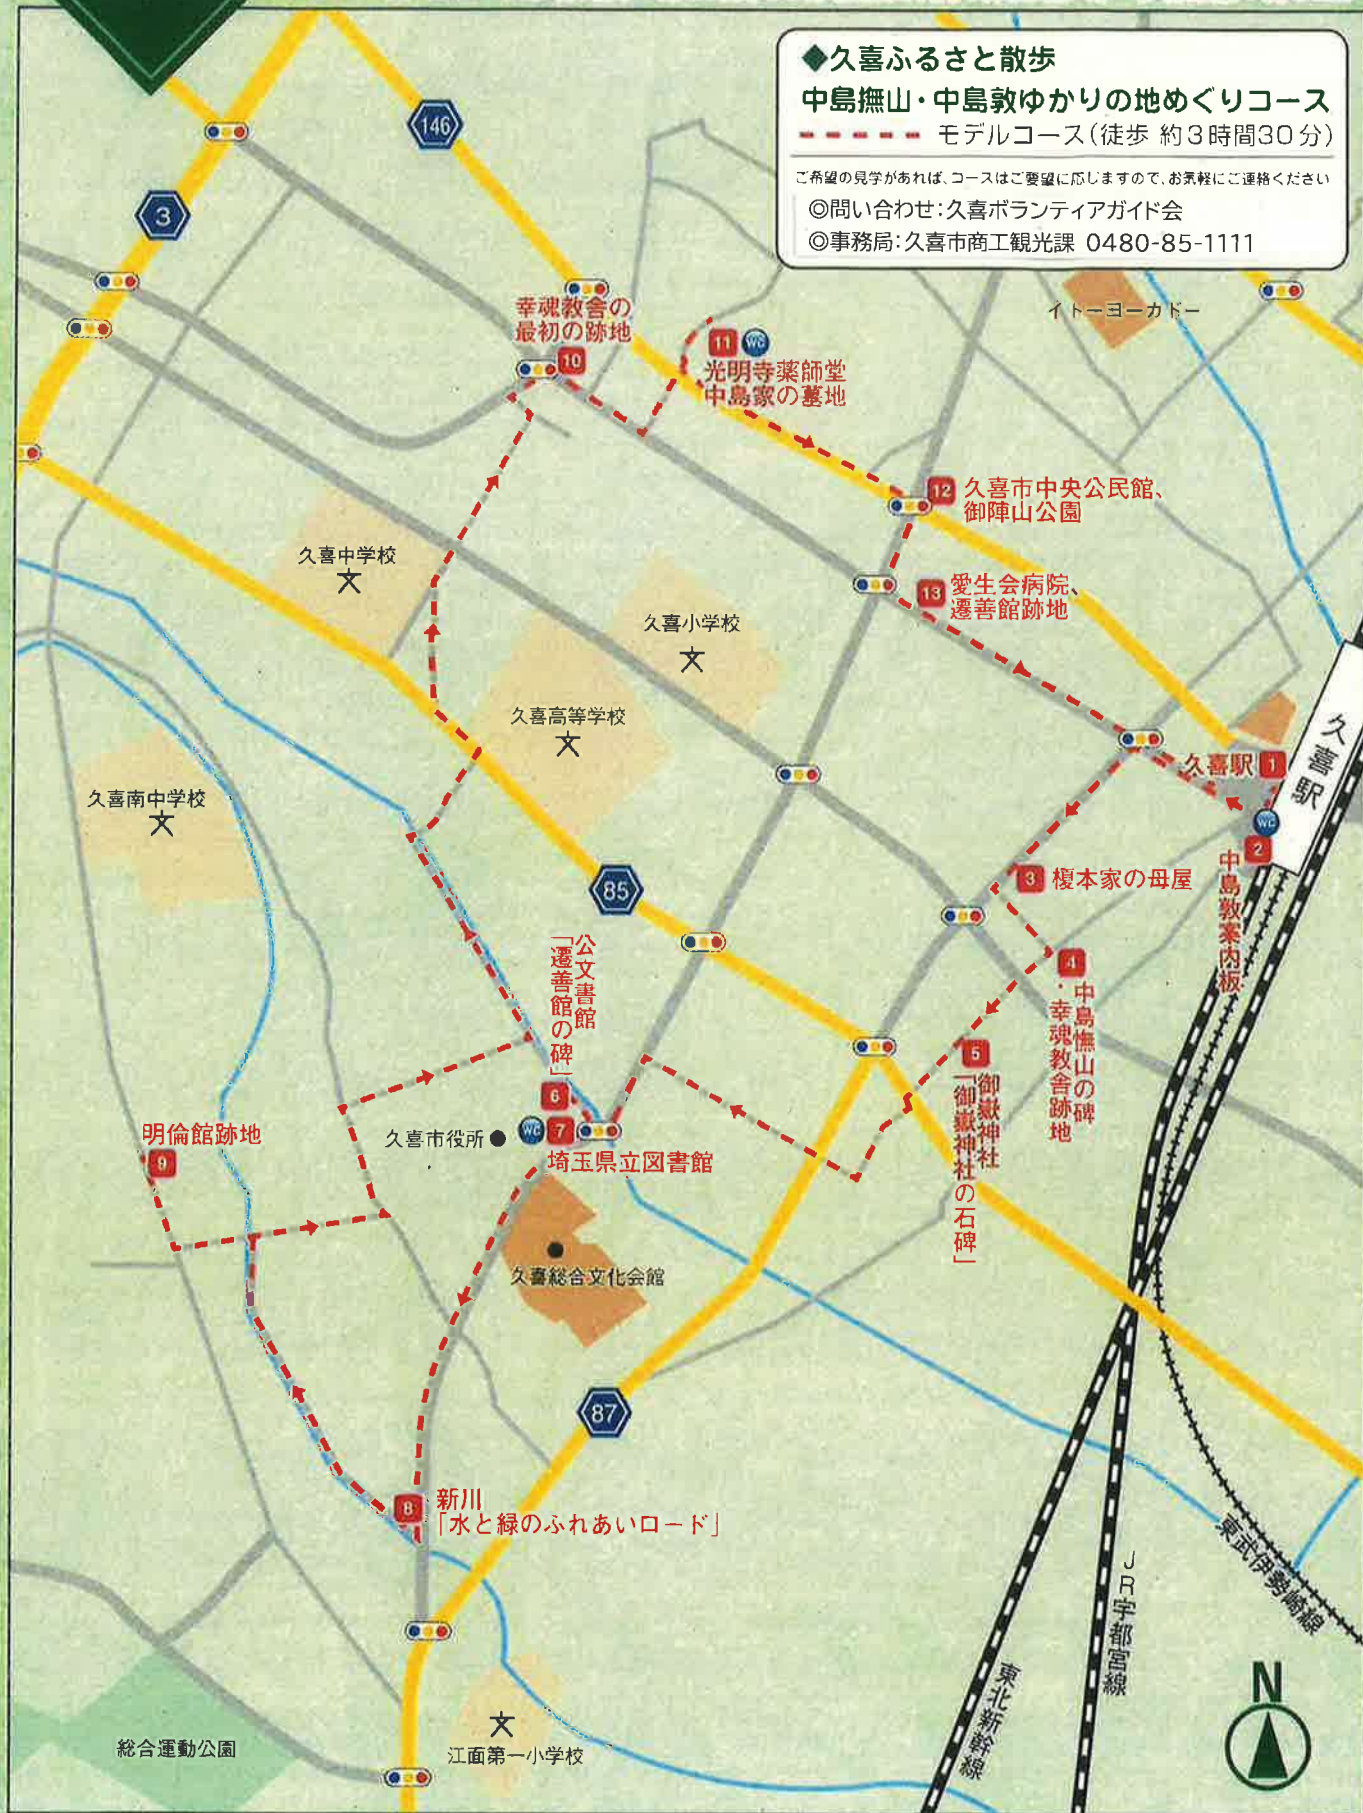 ◆久喜ふるさと散歩
中島撫山・中島敦ゆかりの地めぐりコース
モデルコース(徒歩 約3時間30分)
ご希望の見学があれば、コースはご要望に応じますので、お気軽にご連絡ください
◎問い合わせ:久喜ボランティアガイド会
◎事務局:久喜市商工観光課 0480-85-1111
146
3
イトーヨーカドー
幸魂教舎の
最初の跡地
10
11
WC
光明寺薬師堂
中島家の墓地
12
久喜市中央公民館、
御陣山公園
久喜中学校
13
愛生会病院、
遷善館跡地
久喜小学校
久喜高等学校
久喜南中学校
久喜駅
1
久喜駅
WC
2
中島敦案内板
3
榎本家の母屋
85
4
中島撫山の碑
・幸魂教舎跡地
公文書館
「遷善館の碑」
5
御嶽神社
「御嶽神社の石碑」
6
明倫館跡地
9
久喜市役所
WC
7
埼玉県立図書館
久喜総合文化会館
87
8
新川
「水と緑のふれあいロード」
東武伊勢崎線
JR宇都宮線
東北新幹線
N
総合運動公園
江面第一小学校